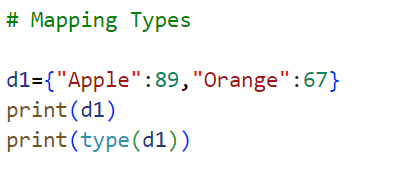 # Mapping Types
d1={"Apple":89,"Orange":67}
print(d1)
print(type(d1))